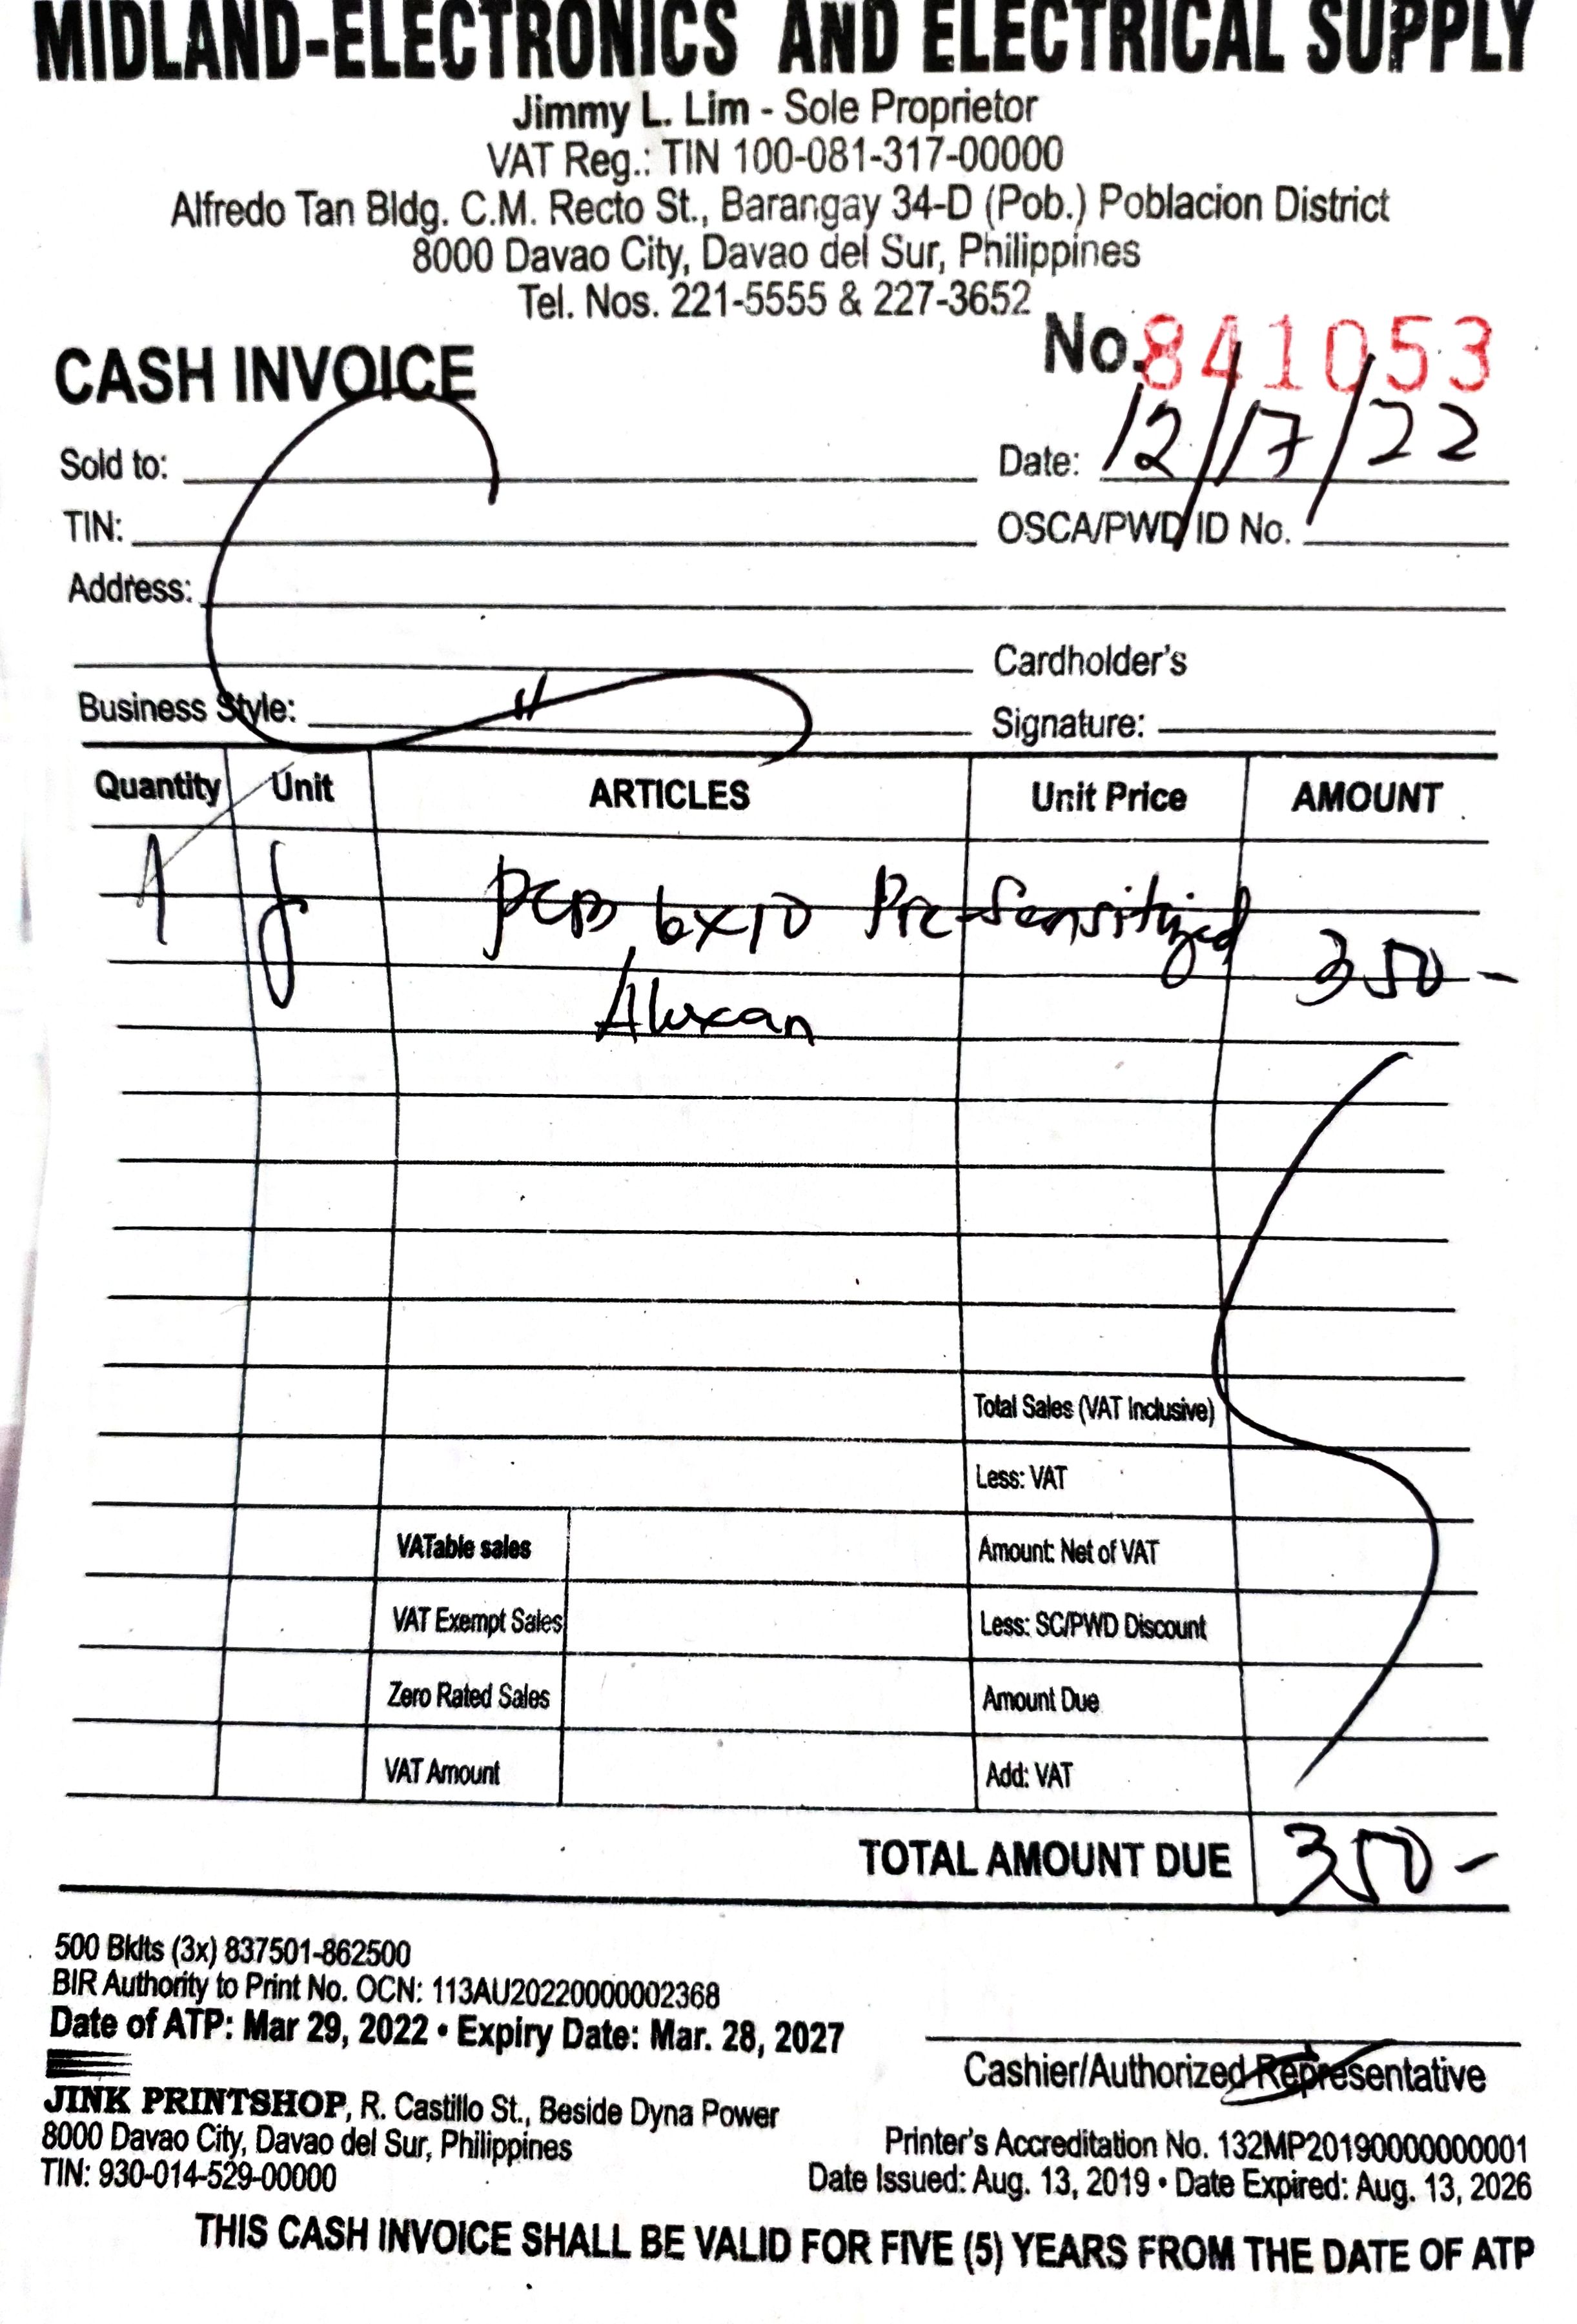 MIDLAND-ELECTRONICS AND ELECTRICAL SUPPLY
Jimmy L. Lim - Sole Proprietor
VAT Reg.: TIN 100-081-317-00000
Alfredo Tan Bldg. C.M. Recto St., Barangay 34-D (Pob.) Poblacion District
8000 Davao City, Davao del Sur, Philippines
Tel. Nos. 221-5555 & 227-3652
CASH INVOICE No. 841053
Sold to: Date: 12/17/22
TIN: OSCA/PWD ID No.
Address:
Cardholder's
Business Style: Signature:
Quantity Unit ARTICLES Unit Price AMOUNT
1 PCB 6x10 Pre-Sensitized 350-
Total Sales (VAT Inclusive)
Less: VAT
VATable sales Amount: Net of VAT
VAT Exempt Sales Less: SC/PWD Discount
Zero Rated Sales Amount Due
VAT Amount Add: VAT
TOTAL AMOUNT DUE 350-
500 Bklts (3x) 837501-862500
BIR Authority to Print No. OCN: 113AU20220000002368
Date of ATP: Mar 29, 2022 • Expiry Date: Mar. 28, 2027
Cashier/Authorized Representative
JINK PRINTSHOP, R. Castillo St., Beside Dyna Power
8000 Davao City, Davao del Sur, Philippines
TIN: 930-014-529-00000
Printer's Accreditation No. 132MP20190000000001
Date Issued: Aug. 13, 2019 • Date Expired: Aug. 13, 2026
THIS CASH INVOICE SHALL BE VALID FOR FIVE (5) YEARS FROM THE DATE OF ATP